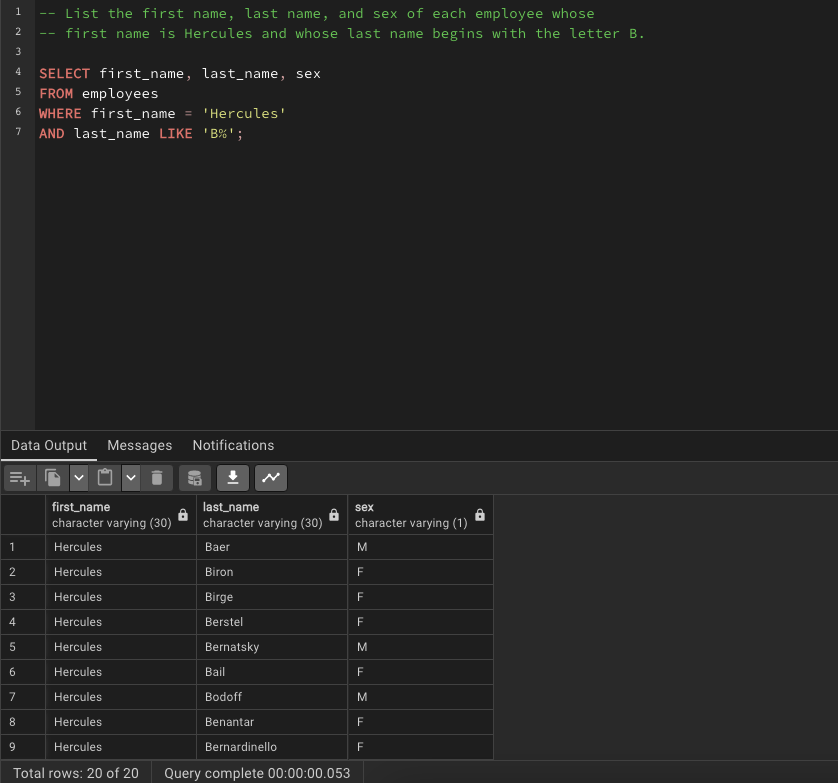 1 -- List the first name, last name, and sex of each employee whose
2 -- first name is Hercules and whose last name begins with the letter B.
3
4 SELECT first_name, last_name, sex
5 FROM employees
6 WHERE first_name = 'Hercules'
7 AND last_name LIKE 'B%';
Data Output Messages Notifications
first_name last_name sex
character varying (30) character varying (30) character varying (1)
1 Hercules Baer M
2 Hercules Biron F
3 Hercules Birge F
4 Hercules Berstel F
5 Hercules Bernatsky M
6 Hercules Bail F
7 Hercules Bodoff M
8 Hercules Benantar F
9 Hercules Bernardinello F
Total rows: 20 of 20 Query complete 00:00:00.053